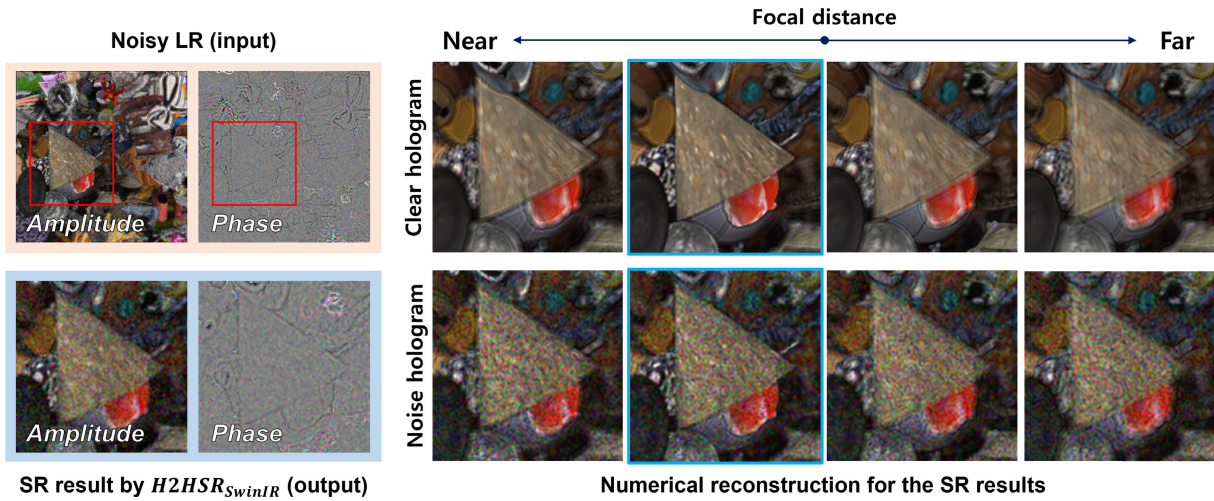 Noisy LR (input)
Amplitude
Phase
Amplitude
Phase
SR result by H2HSR_SwinIR (output)
Focal distance
Near
Far
Clear hologram
Noise hologram
Numerical reconstruction for the SR results